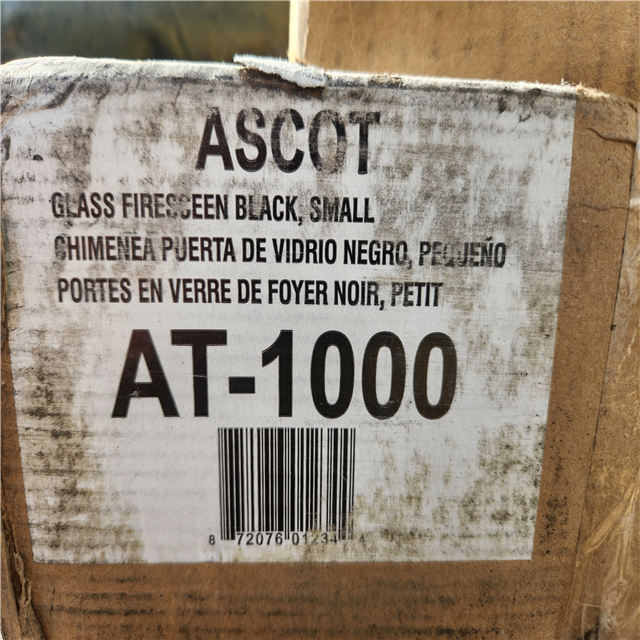 ASCOT
GLASS FIRESCEEN BLACK, SMALL
CHIMENEA PUERTA DE VIDRIO NEGRO, PEQUEÑO
PORTES EN VERRE DE FOYER NOIR, PETIT
AT-1000
8 72076 01234 4